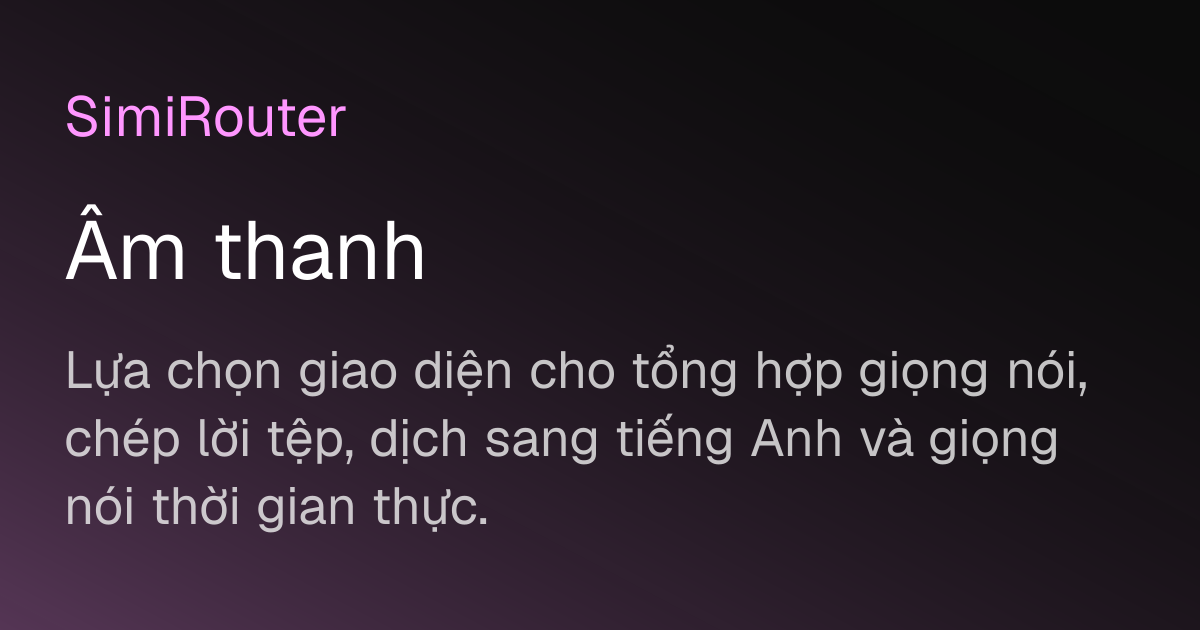 SimiRouter
Âm thanh
Lựa chọn giao diện cho tổng hợp giọng nói,
chép lời tệp, dịch sang tiếng Anh và giọng
nói thời gian thực.